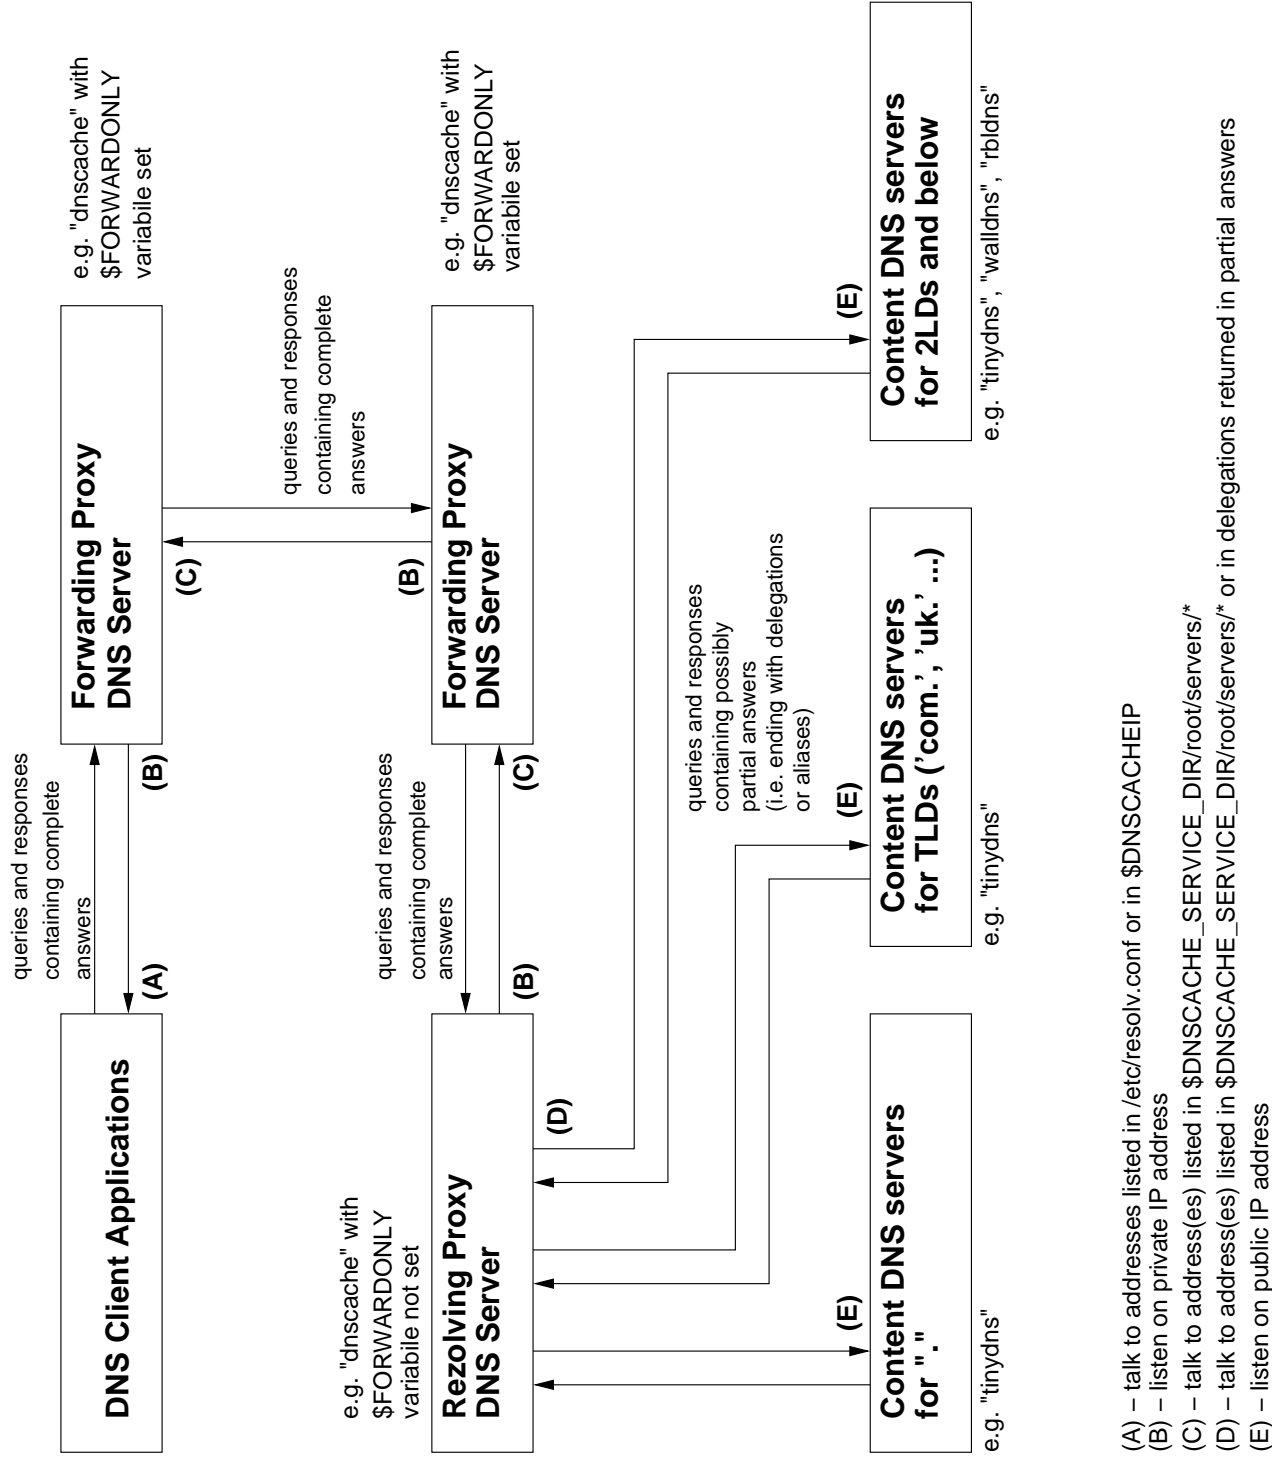 DNS Client Applications
(A)
queries and responses
containing complete
answers
(B)
Forwarding Proxy
DNS Server
(C)
e.g. "dnscache" with
$FORWARDONLY
variabile set
queries and responses
containing complete
answers
e.g. "dnscache" with
$FORWARDONLY
variabile not set
Rezolving Proxy
DNS Server
(B)
(D)
queries and responses
containing complete
answers
(C)
(B)
Forwarding Proxy
DNS Server
e.g. "dnscache" with
$FORWARDONLY
variabile set
queries and responses
containing possibly
partial answers
(i.e. ending with delegations
or aliases)
(E)
Content DNS servers
for "."
e.g. "tinydns"
(E)
Content DNS servers
for TLDs ('com.', 'uk.' ...)
e.g. "tinydns"
(E)
Content DNS servers
for 2LDs and below
e.g. "tinydns", "walldns", "rbldns"
(A) – talk to addresses listed in /etc/resolv.conf or in $DNSCACHEIP
(B) – listen on private IP address
(C) – talk to address(es) listed in $DNSCACHE_SERVICE_DIR/root/servers/*
(D) – talk to address(es) listed in $DNSCACHE_SERVICE_DIR/root/servers/* or in delegations returned in partial answers
(E) – listen on public IP address